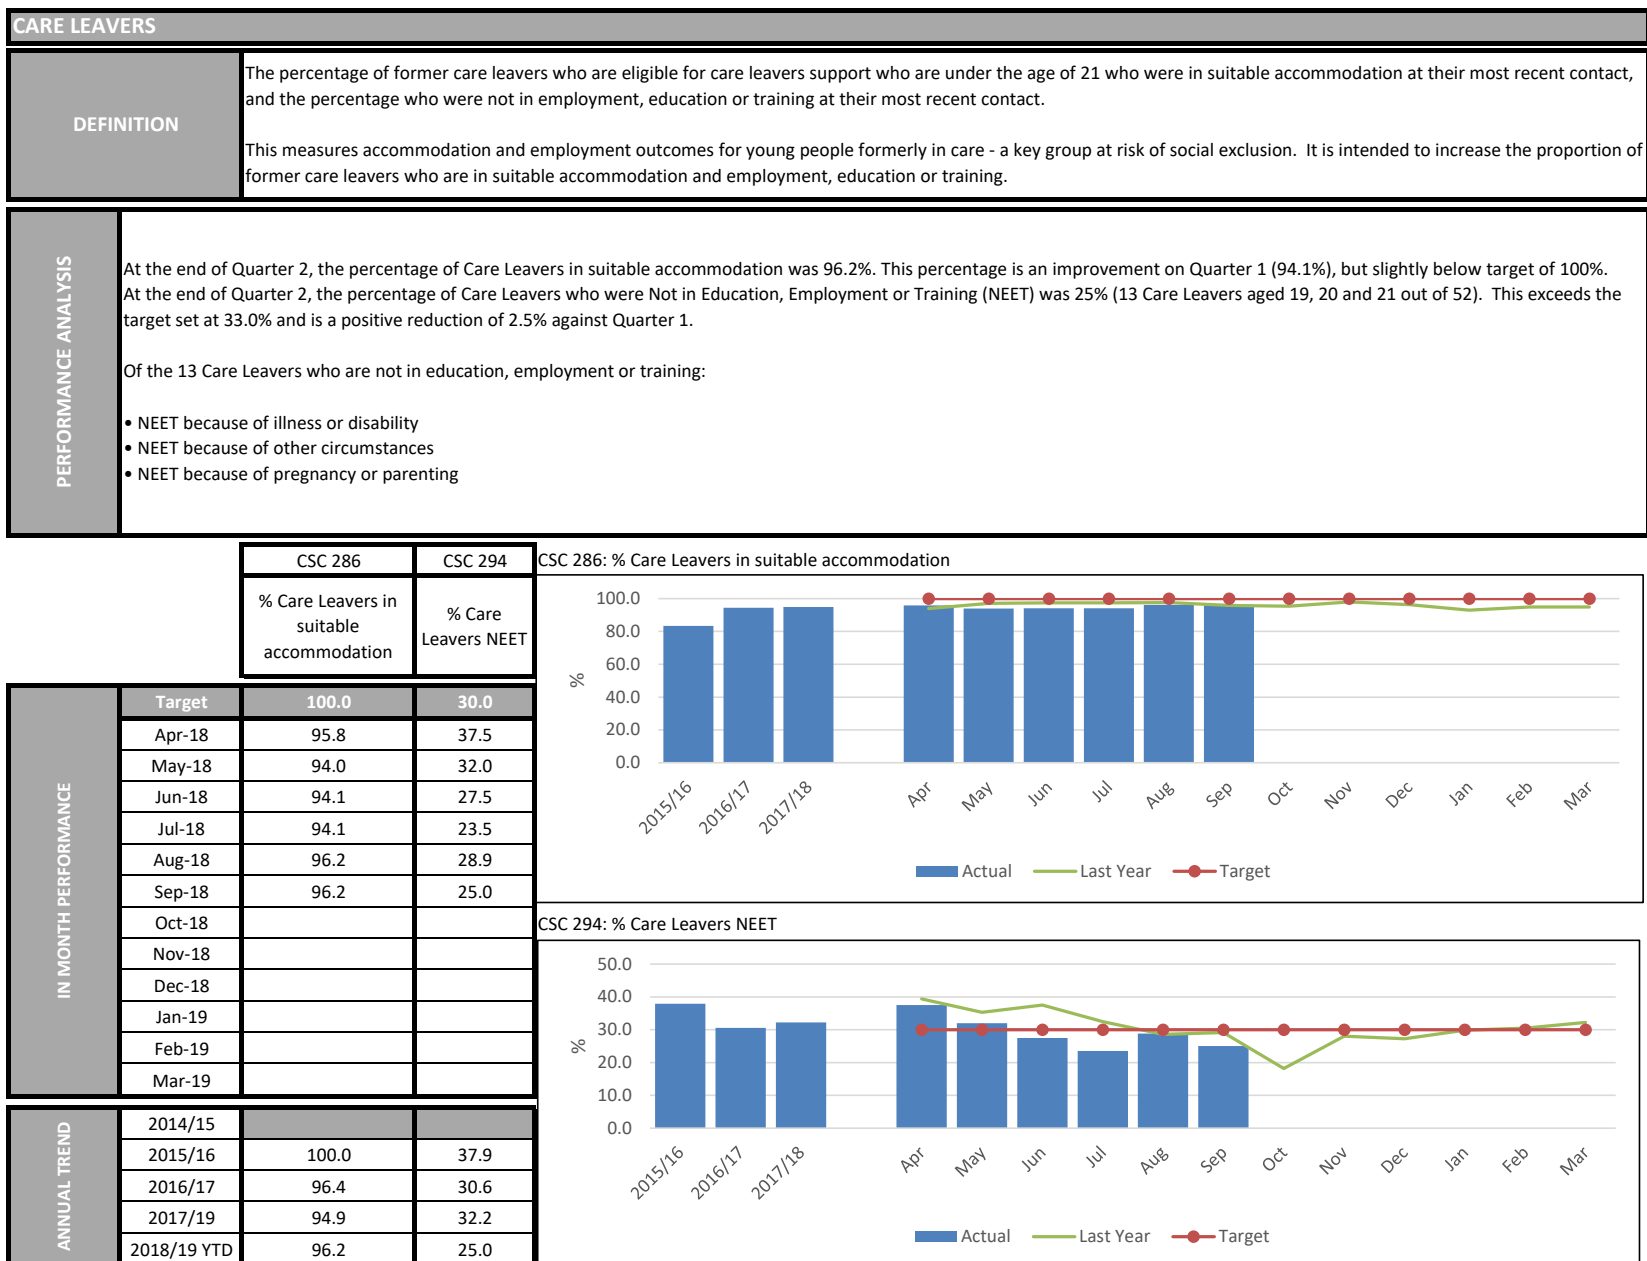 CARE LEAVERS
DEFINITION
The percentage of former care leavers who are eligible for care leavers support who are under the age of 21 who were in suitable accommodation at their most recent contact,
and the percentage who were not in employment, education or training at their most recent contact.
This measures accommodation and employment outcomes for young people formerly in care - a key group at risk of social exclusion.  It is intended to increase the proportion of
former care leavers who are in suitable accommodation and employment, education or training.
PERFORMANCE ANALYSIS
At the end of Quarter 2, the percentage of Care Leavers in suitable accommodation was 96.2%. This percentage is an improvement on Quarter 1 (94.1%), but slightly below target of 100%.
At the end of Quarter 2, the percentage of Care Leavers who were Not in Education, Employment or Training (NEET) was 25% (13 Care Leavers aged 19, 20 and 21 out of 52).  This exceeds the
target set at 33.0% and is a positive reduction of 2.5% against Quarter 1.
Of the 13 Care Leavers who are not in education, employment or training:
• NEET because of illness or disability
• NEET because of other circumstances
• NEET because of pregnancy or parenting
CSC 286 CSC 294
% Care Leavers in
suitable
accommodation
% Care
Leavers NEET
IN MONTH PERFORMANCE
Target 100.0 30.0
Apr-18 95.8 37.5
May-18 94.0 32.0
Jun-18 94.1 27.5
Jul-18 94.1 23.5
Aug-18 96.2 28.9
Sep-18 96.2 25.0
Oct-18
Nov-18
Dec-18
Jan-19
Feb-19
Mar-19
ANNUAL TREND
2014/15
2015/16 100.0 37.9
2016/17 96.4 30.6
2017/19 94.9 32.2
2018/19 YTD 96.2 25.0
CSC 286: % Care Leavers in suitable accommodation
100.0
80.0
60.0
40.0
20.0
0.0
%
2015/16 2016/17 2017/18 Apr May Jun Jul Aug Sep Oct Nov Dec Jan Feb Mar
Actual Last Year Target
CSC 294: % Care Leavers NEET
50.0
40.0
30.0
20.0
10.0
0.0
%
2015/16 2016/17 2017/18 Apr May Jun Jul Aug Sep Oct Nov Dec Jan Feb Mar
Actual Last Year Target